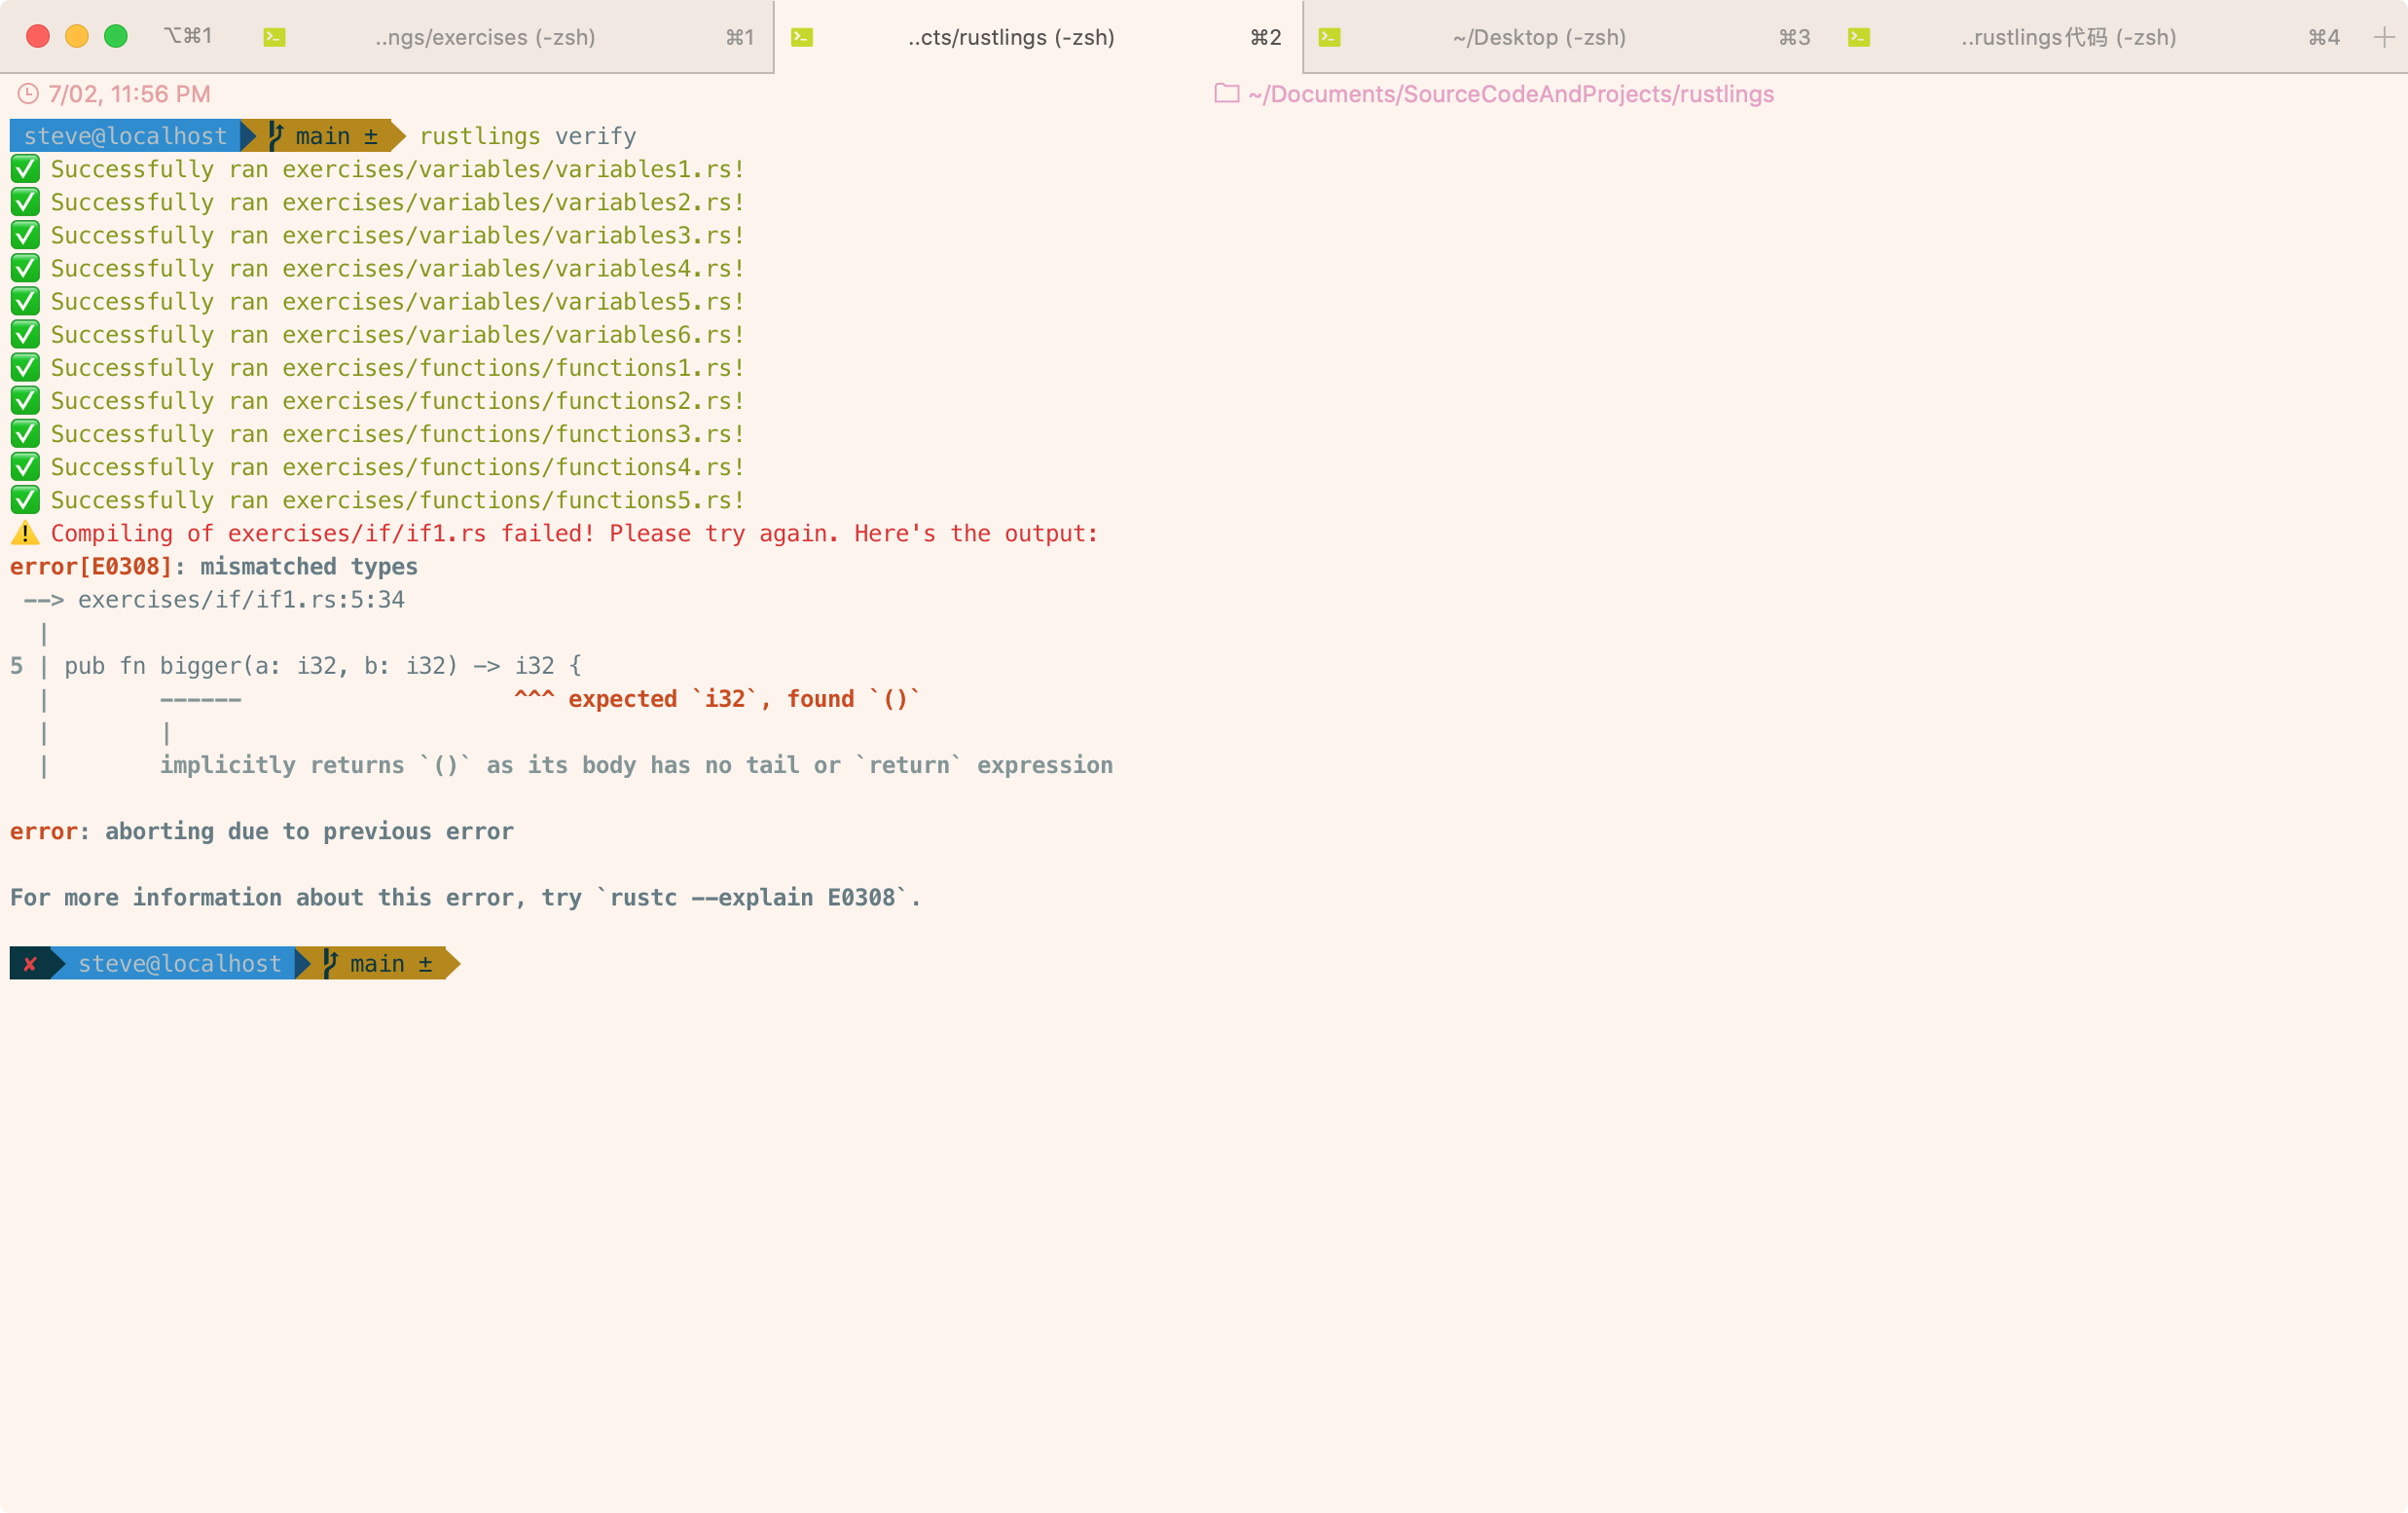 ⌥⌘1 ..ngs/exercises (-zsh) ⌘1 ..cts/rustlings (-zsh) ⌘2 ~/Desktop (-zsh) ⌘3 ..rustlings代码 (-zsh) ⌘4
7/02, 11:56 PM ~/Documents/SourceCodeAndProjects/rustlings
steve@localhost main ± rustlings verify
✅ Successfully ran exercises/variables/variables1.rs!
✅ Successfully ran exercises/variables/variables2.rs!
✅ Successfully ran exercises/variables/variables3.rs!
✅ Successfully ran exercises/variables/variables4.rs!
✅ Successfully ran exercises/variables/variables5.rs!
✅ Successfully ran exercises/variables/variables6.rs!
✅ Successfully ran exercises/functions/functions1.rs!
✅ Successfully ran exercises/functions/functions2.rs!
✅ Successfully ran exercises/functions/functions3.rs!
✅ Successfully ran exercises/functions/functions4.rs!
✅ Successfully ran exercises/functions/functions5.rs!
⚠️ Compiling of exercises/if/if1.rs failed! Please try again. Here's the output:
error[E0308]: mismatched types
 --> exercises/if/if1.rs:5:34
  |
5 | pub fn bigger(a: i32, b: i32) -> i32 {
  |        ------                    ^^^ expected `i32`, found `()`
  |        |
  |        implicitly returns `()` as its body has no tail or `return` expression
error: aborting due to previous error
For more information about this error, try `rustc --explain E0308`.
✘ steve@localhost main ±